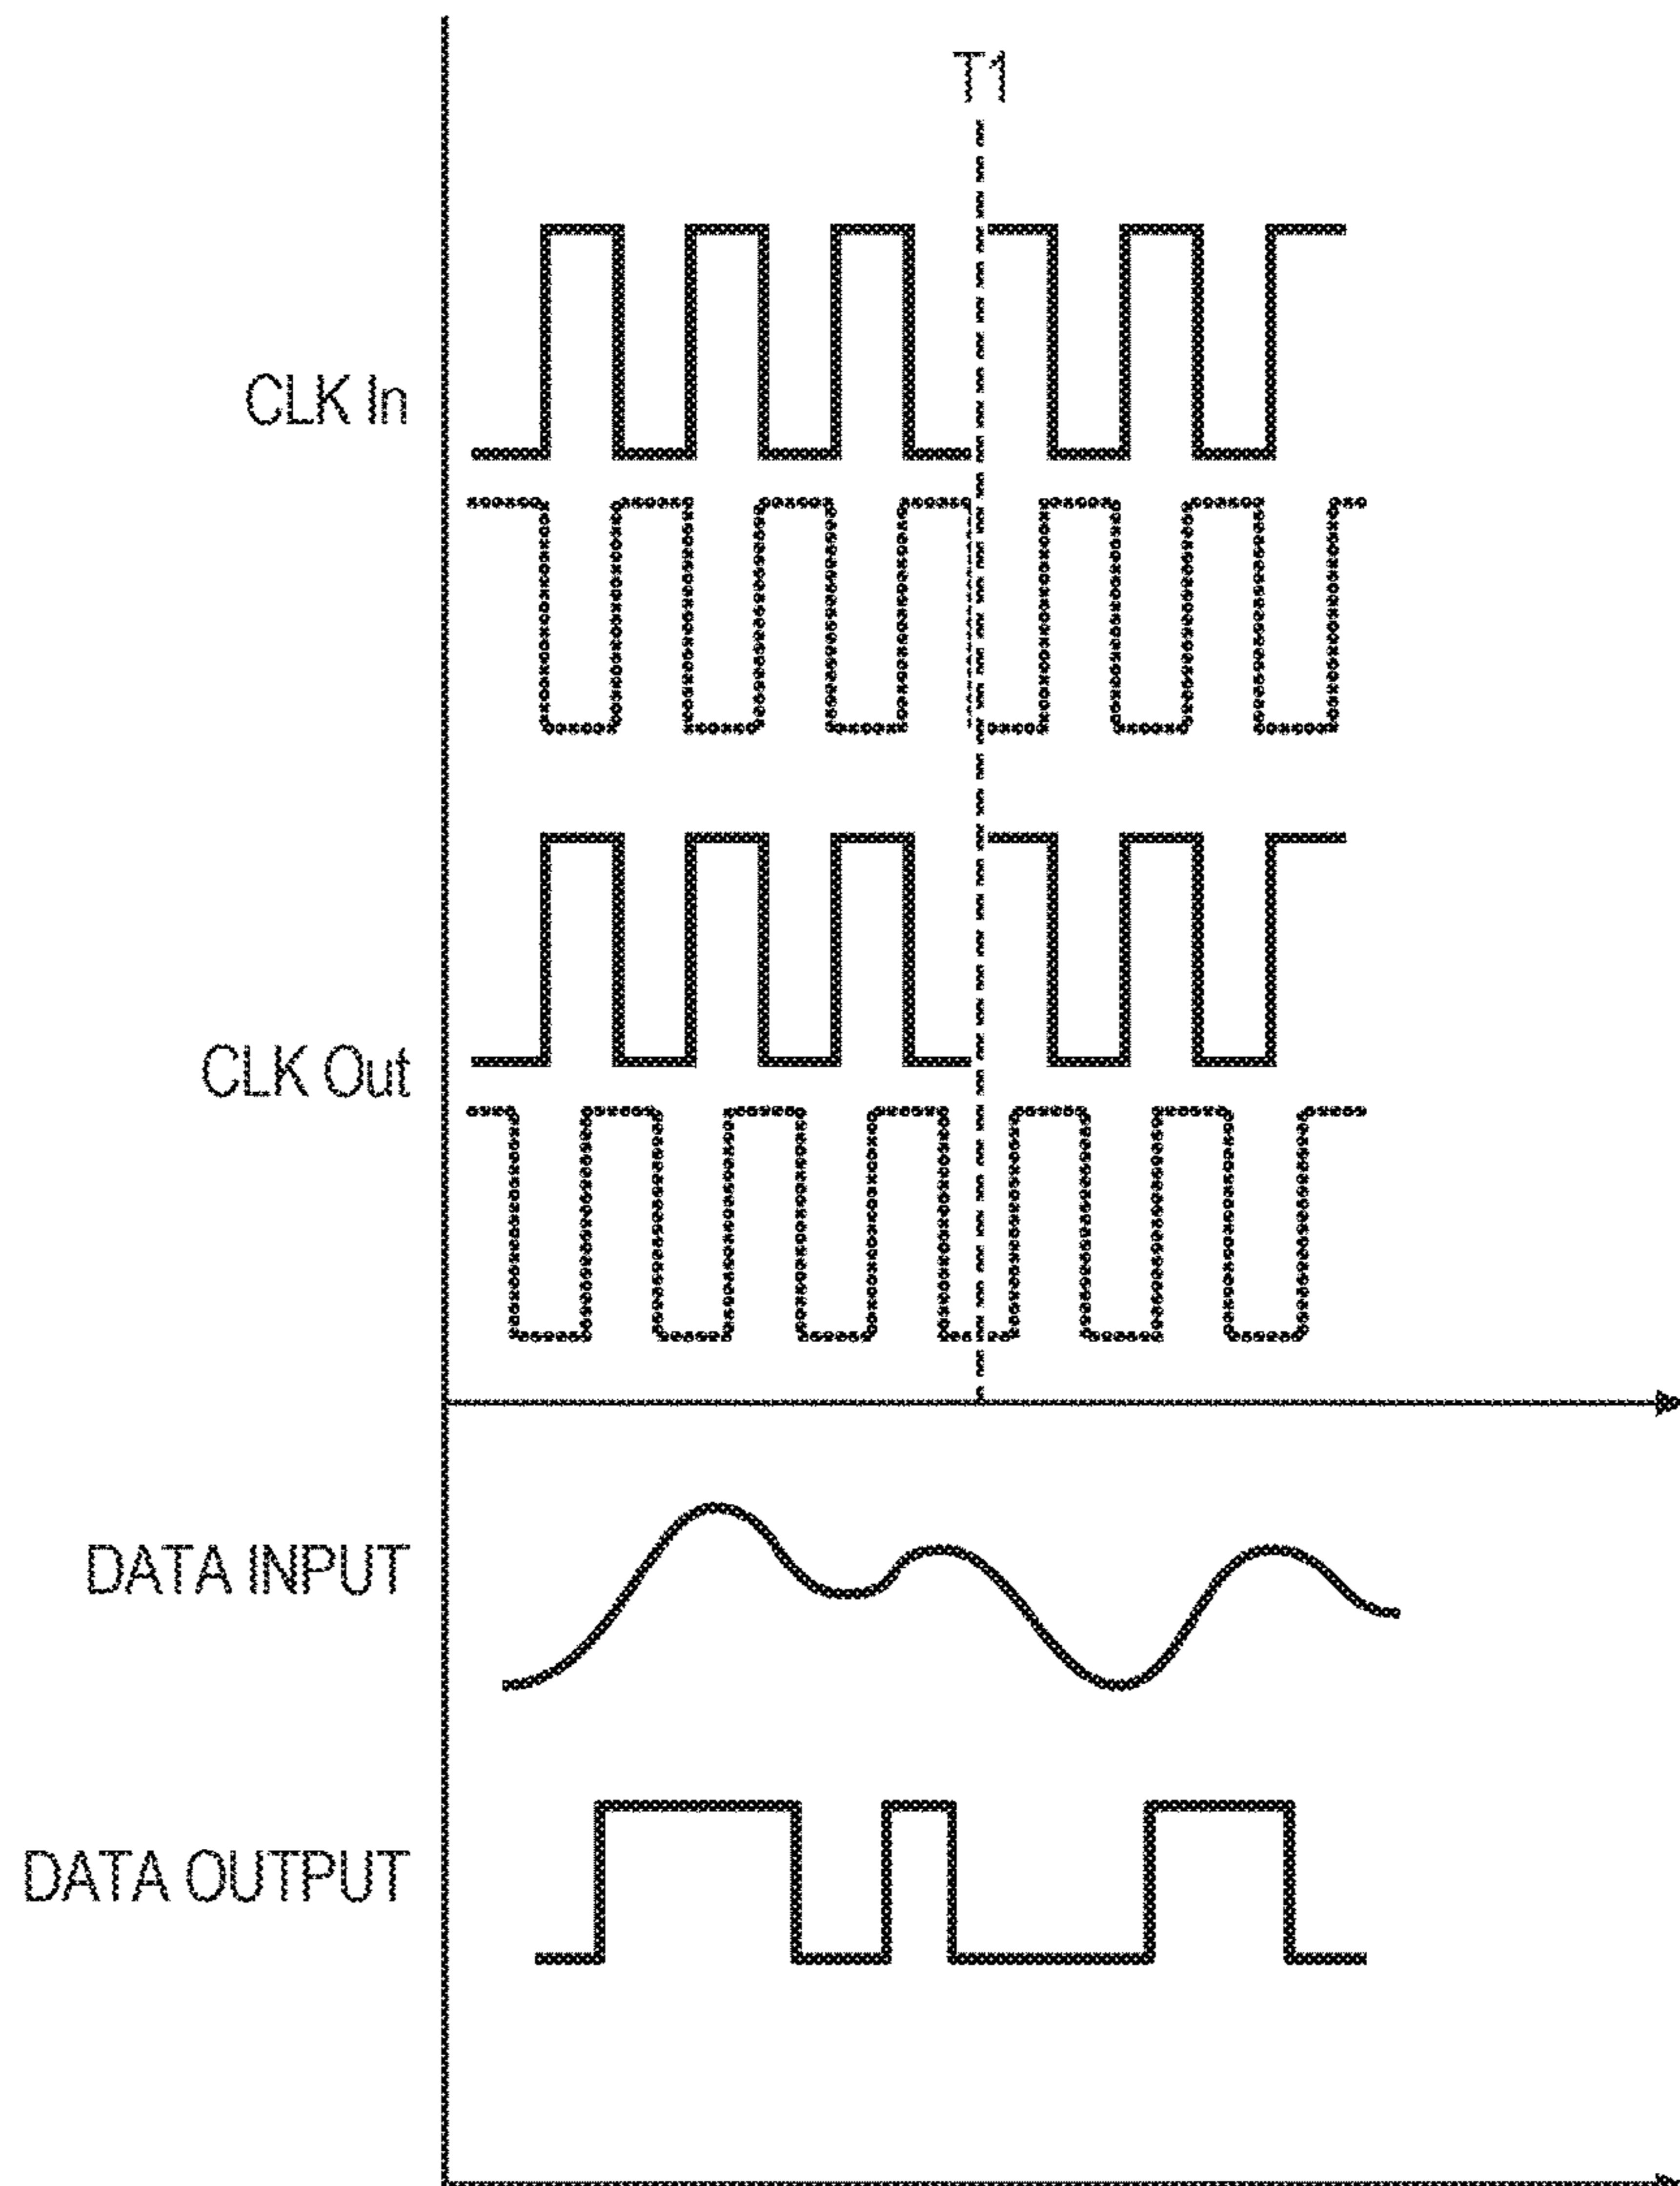 T1
CLK In
CLK Out
DATA INPUT
DATA OUTPUT